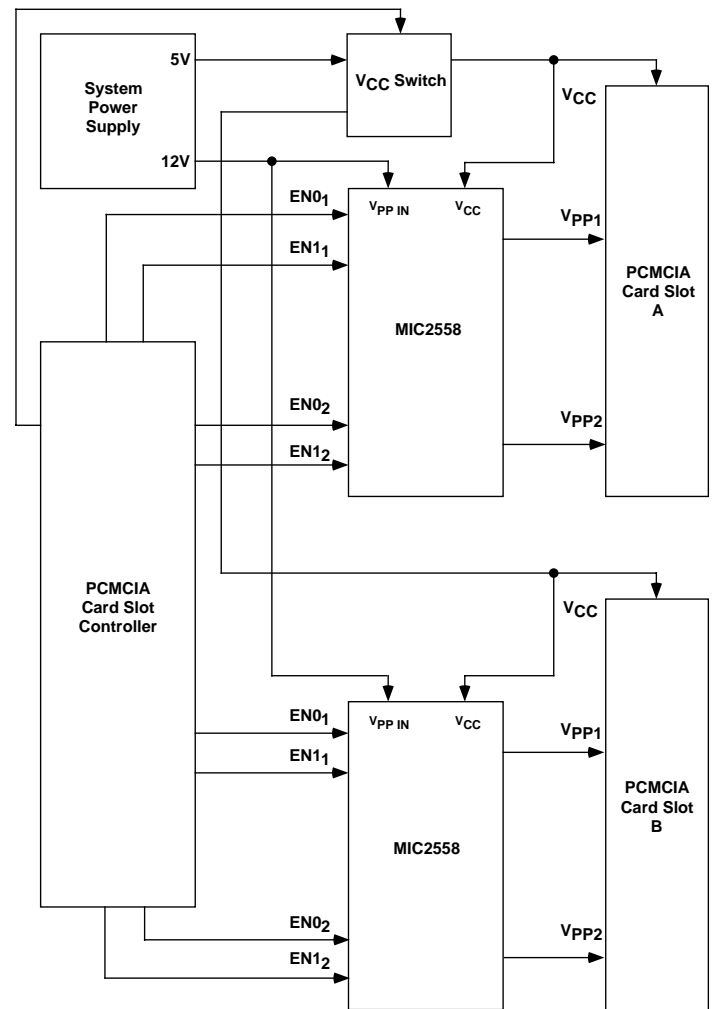 System
Power
Supply
5V
12V
VCC Switch
VCC
EN01
EN11
EN02
EN12
VPP IN
VCC
MIC2558
VPP1
VPP2
PCMCIA
Card Slot
A
PCMCIA
Card Slot
Controller
VCC
EN01
EN11
EN02
EN12
VPP IN
VCC
MIC2558
VPP1
VPP2
PCMCIA
Card Slot
B